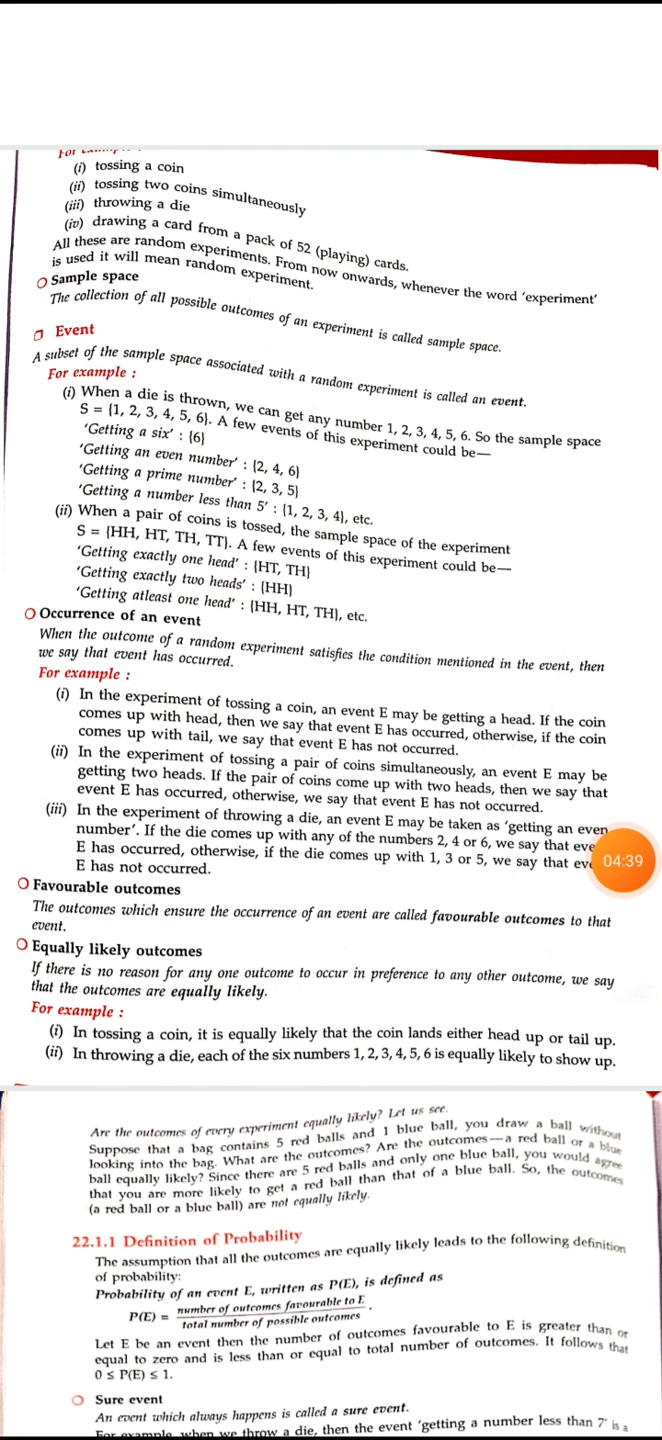 For
(i) tossing a coin
(ii) tossing two coins simultaneously
(iii) throwing a die
(iv) drawing a card from a pack of 52 (playing) cards.
All these are random experiments. From now onwards, whenever the word ‘experiment’
is used it will mean random experiment.
Sample space
The collection of all possible outcomes of an experiment is called sample space.
Event
A subset of the sample space associated with a random experiment is called an event.
For example :
(i) When a die is thrown, we can get any number 1, 2, 3, 4, 5, 6. So the sample space
S = {1, 2, 3, 4, 5, 6}. A few events of this experiment could be—
‘Getting a six’ : {6}
‘Getting an even number’ : {2, 4, 6}
‘Getting a prime number’ : {2, 3, 5}
‘Getting a number less than 5’ : {1, 2, 3, 4}, etc.
(ii) When a pair of coins is tossed, the sample space of the experiment
S = {HH, HT, TH, TT}. A few events of this experiment could be—
‘Getting exactly one head’ : {HT, TH}
‘Getting exactly two heads’ : {HH}
‘Getting atleast one head’ : {HH, HT, TH}, etc.
Occurrence of an event
When the outcome of a random experiment satisfies the condition mentioned in the event, then
we say that event has occurred.
For example :
(i) In the experiment of tossing a coin, an event E may be getting a head. If the coin
comes up with head, then we say that event E has occurred, otherwise, if the coin
comes up with tail, we say that event E has not occurred.
(ii) In the experiment of tossing a pair of coins simultaneously, an event E may be
getting two heads. If the pair of coins come up with two heads, then we say that
event E has occurred, otherwise, we say that event E has not occurred.
(iii) In the experiment of throwing a die, an event E may be taken as ‘getting an even
number’. If the die comes up with any of the numbers 2, 4 or 6, we say that eve
E has occurred, otherwise, if the die comes up with 1, 3 or 5, we say that eve
04:39
E has not occurred.
Favourable outcomes
The outcomes which ensure the occurrence of an event are called favourable outcomes to that
event.
Equally likely outcomes
If there is no reason for any one outcome to occur in preference to any other outcome, we say
that the outcomes are equally likely.
For example :
(i) In tossing a coin, it is equally likely that the coin lands either head up or tail up.
(ii) In throwing a die, each of the six numbers 1, 2, 3, 4, 5, 6 is equally likely to show up.
Are the outcomes of every experiment equally likely? Let us see.
Suppose that a bag contains 5 red balls and 1 blue ball, you draw a ball without
looking into the bag. What are the outcomes? Are the outcomes—a red ball or a blue
ball equally likely? Since there are 5 red balls and only one blue ball, you would agree
that you are more likely to get a red ball than that of a blue ball. So, the outcomes
(a red ball or a blue ball) are not equally likely.
22.1.1 Definition of Probability
The assumption that all the outcomes are equally likely leads to the following definition
of probability:
Probability of an event E, written as P(E), is defined as
P(E) = number of outcomes favourable to E / total number of possible outcomes .
Let E be an event then the number of outcomes favourable to E is greater than or
equal to zero and is less than or equal to total number of outcomes. It follows that
0 ≤ P(E) ≤ 1.
Sure event
An event which always happens is called a sure event.
For example, when we throw a die, then the event ‘getting a number less than 7’ is a